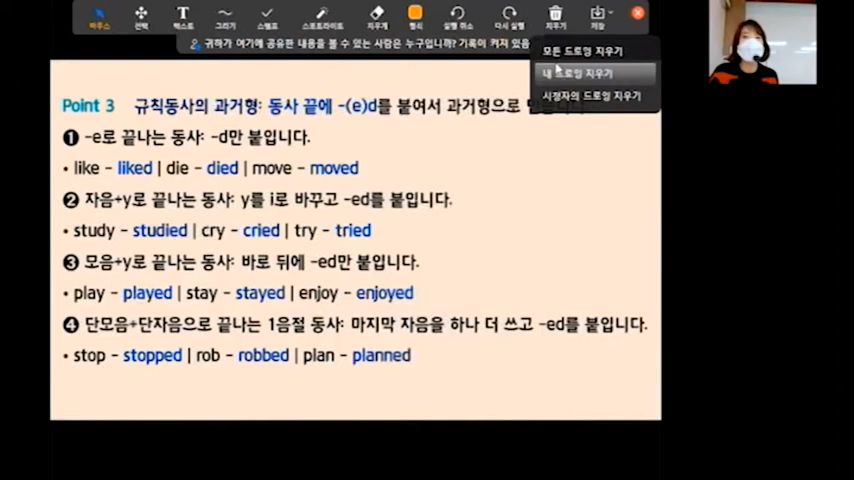 마우스 선택 텍스트 그리기 스탬프 스포트라이트 지우개 형식 실행 취소 다시 실행 지우기 저장
귀하가 여기에 공유한 내용을 볼 수 있는 사람은 누구입니까? 기록이 켜져 있음
모든 드로잉 지우기
내 드로잉 지우기
시청자의 드로잉 지우기
Point 3 규칙동사의 과거형: 동사 끝에 -(e)d를 붙여서 과거형으로
❶ -e로 끝나는 동사: -d만 붙입니다.
• like – liked | die – died | move – moved
❷ 자음+y로 끝나는 동사: y를 i로 바꾸고 -ed를 붙입니다.
• study – studied | cry – cried | try – tried
❸ 모음+y로 끝나는 동사: 바로 뒤에 -ed만 붙입니다.
• play – played | stay – stayed | enjoy – enjoyed
❹ 단모음+단자음으로 끝나는 1음절 동사: 마지막 자음을 하나 더 쓰고 -ed를 붙입니다.
• stop – stopped | rob – robbed | plan – planned